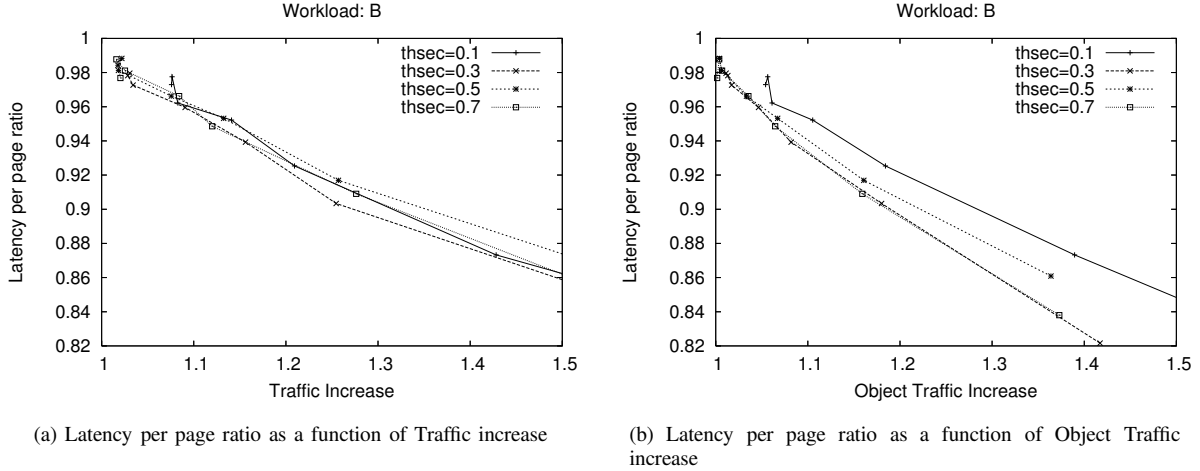 Workload: B
Latency per page ratio
1
0.98
0.96
0.94
0.92
0.9
0.88
0.86
0.84
0.82
thsec=0.1
thsec=0.3
thsec=0.5
thsec=0.7
1 1.1 1.2 1.3 1.4 1.5
Traffic Increase
(a) Latency per page ratio as a function of Traffic increase
Workload: B
Latency per page ratio
1
0.98
0.96
0.94
0.92
0.9
0.88
0.86
0.84
0.82
thsec=0.1
thsec=0.3
thsec=0.5
thsec=0.7
1 1.1 1.2 1.3 1.4 1.5
Object Traffic Increase
(b) Latency per page ratio as a function of Object Traffic
increase